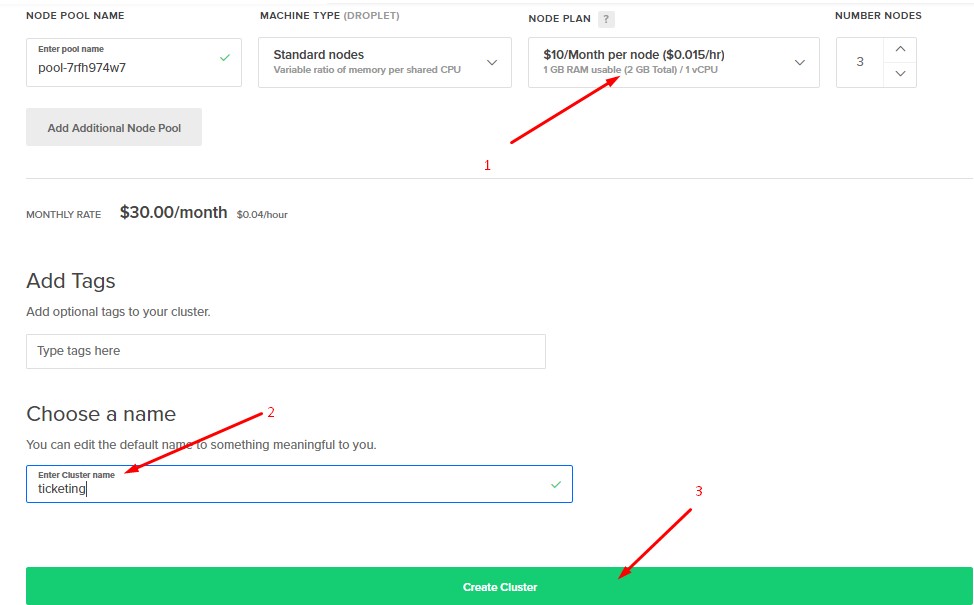 NODE POOL NAME
MACHINE TYPE (DROPLET)
NODE PLAN ?
NUMBER NODES
Enter pool name
pool-7rfh974w7
Standard nodes
Variable ratio of memory per shared CPU
$10/Month per node ($0.015/hr)
1 GB RAM usable (2 GB Total) / 1 vCPU
3
Add Additional Node Pool
1
MONTHLY RATE $30.00/month $0.04/hour
Add Tags
Add optional tags to your cluster.
Type tags here
Choose a name
2
You can edit the default name to something meaningful to you.
Enter Cluster name
ticketing
3
Create Cluster